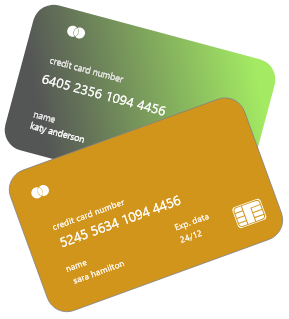 credit card number
6405 2356 1094 4456
name
katy anderson
credit card number
5245 5634 1094 4456
Exp. data
24/12
name
sara hamilton